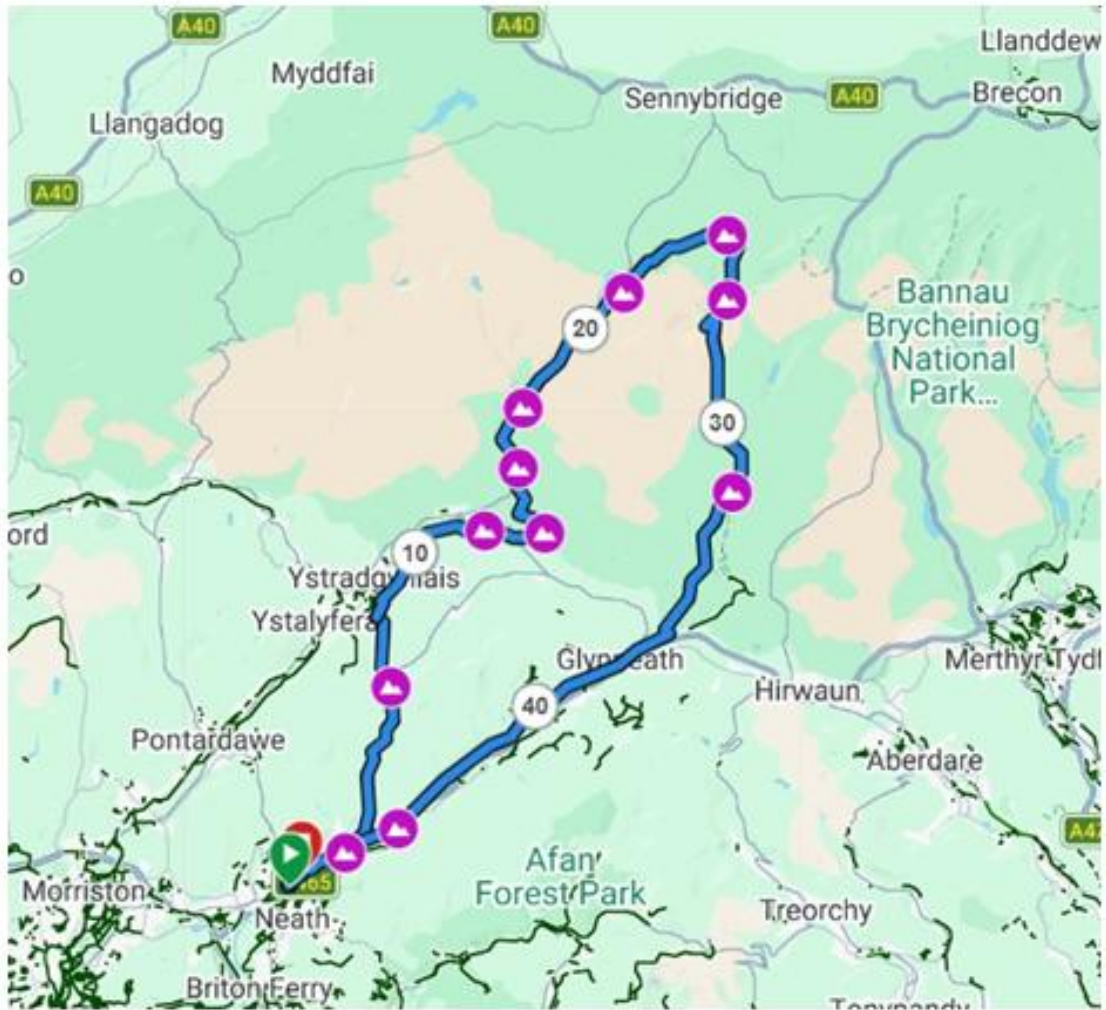 A40
A40
Llanddew
Myddfai
Sennybridge
A40
Brecon
Llangadog
A40
o
Bannau
Brycheiniog
National
Park...
20
30
ord
10
Ystalyfera
Glynneath
Merthyr Tydf
Hirwaun
40
Pontardawe
Aberdare
Afan
Forest Park
Morriston
Neath
Treorchy
Briton Ferry